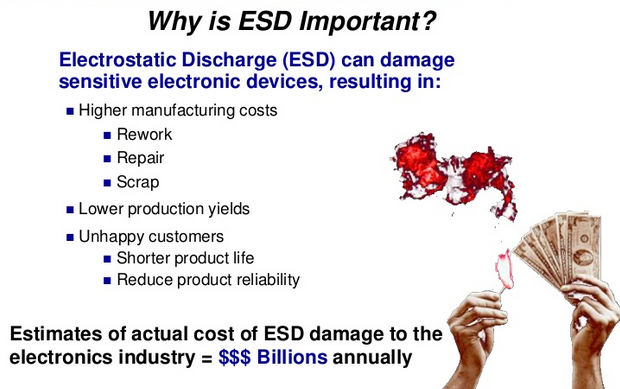 Why is ESD Important?
Electrostatic Discharge (ESD) can damage
sensitive electronic devices, resulting in:
Higher manufacturing costs
Rework
Repair
Scrap
Lower production yields
Unhappy customers
Shorter product life
Reduce product reliability
Estimates of actual cost of ESD damage to the
electronics industry = $$$ Billions annually